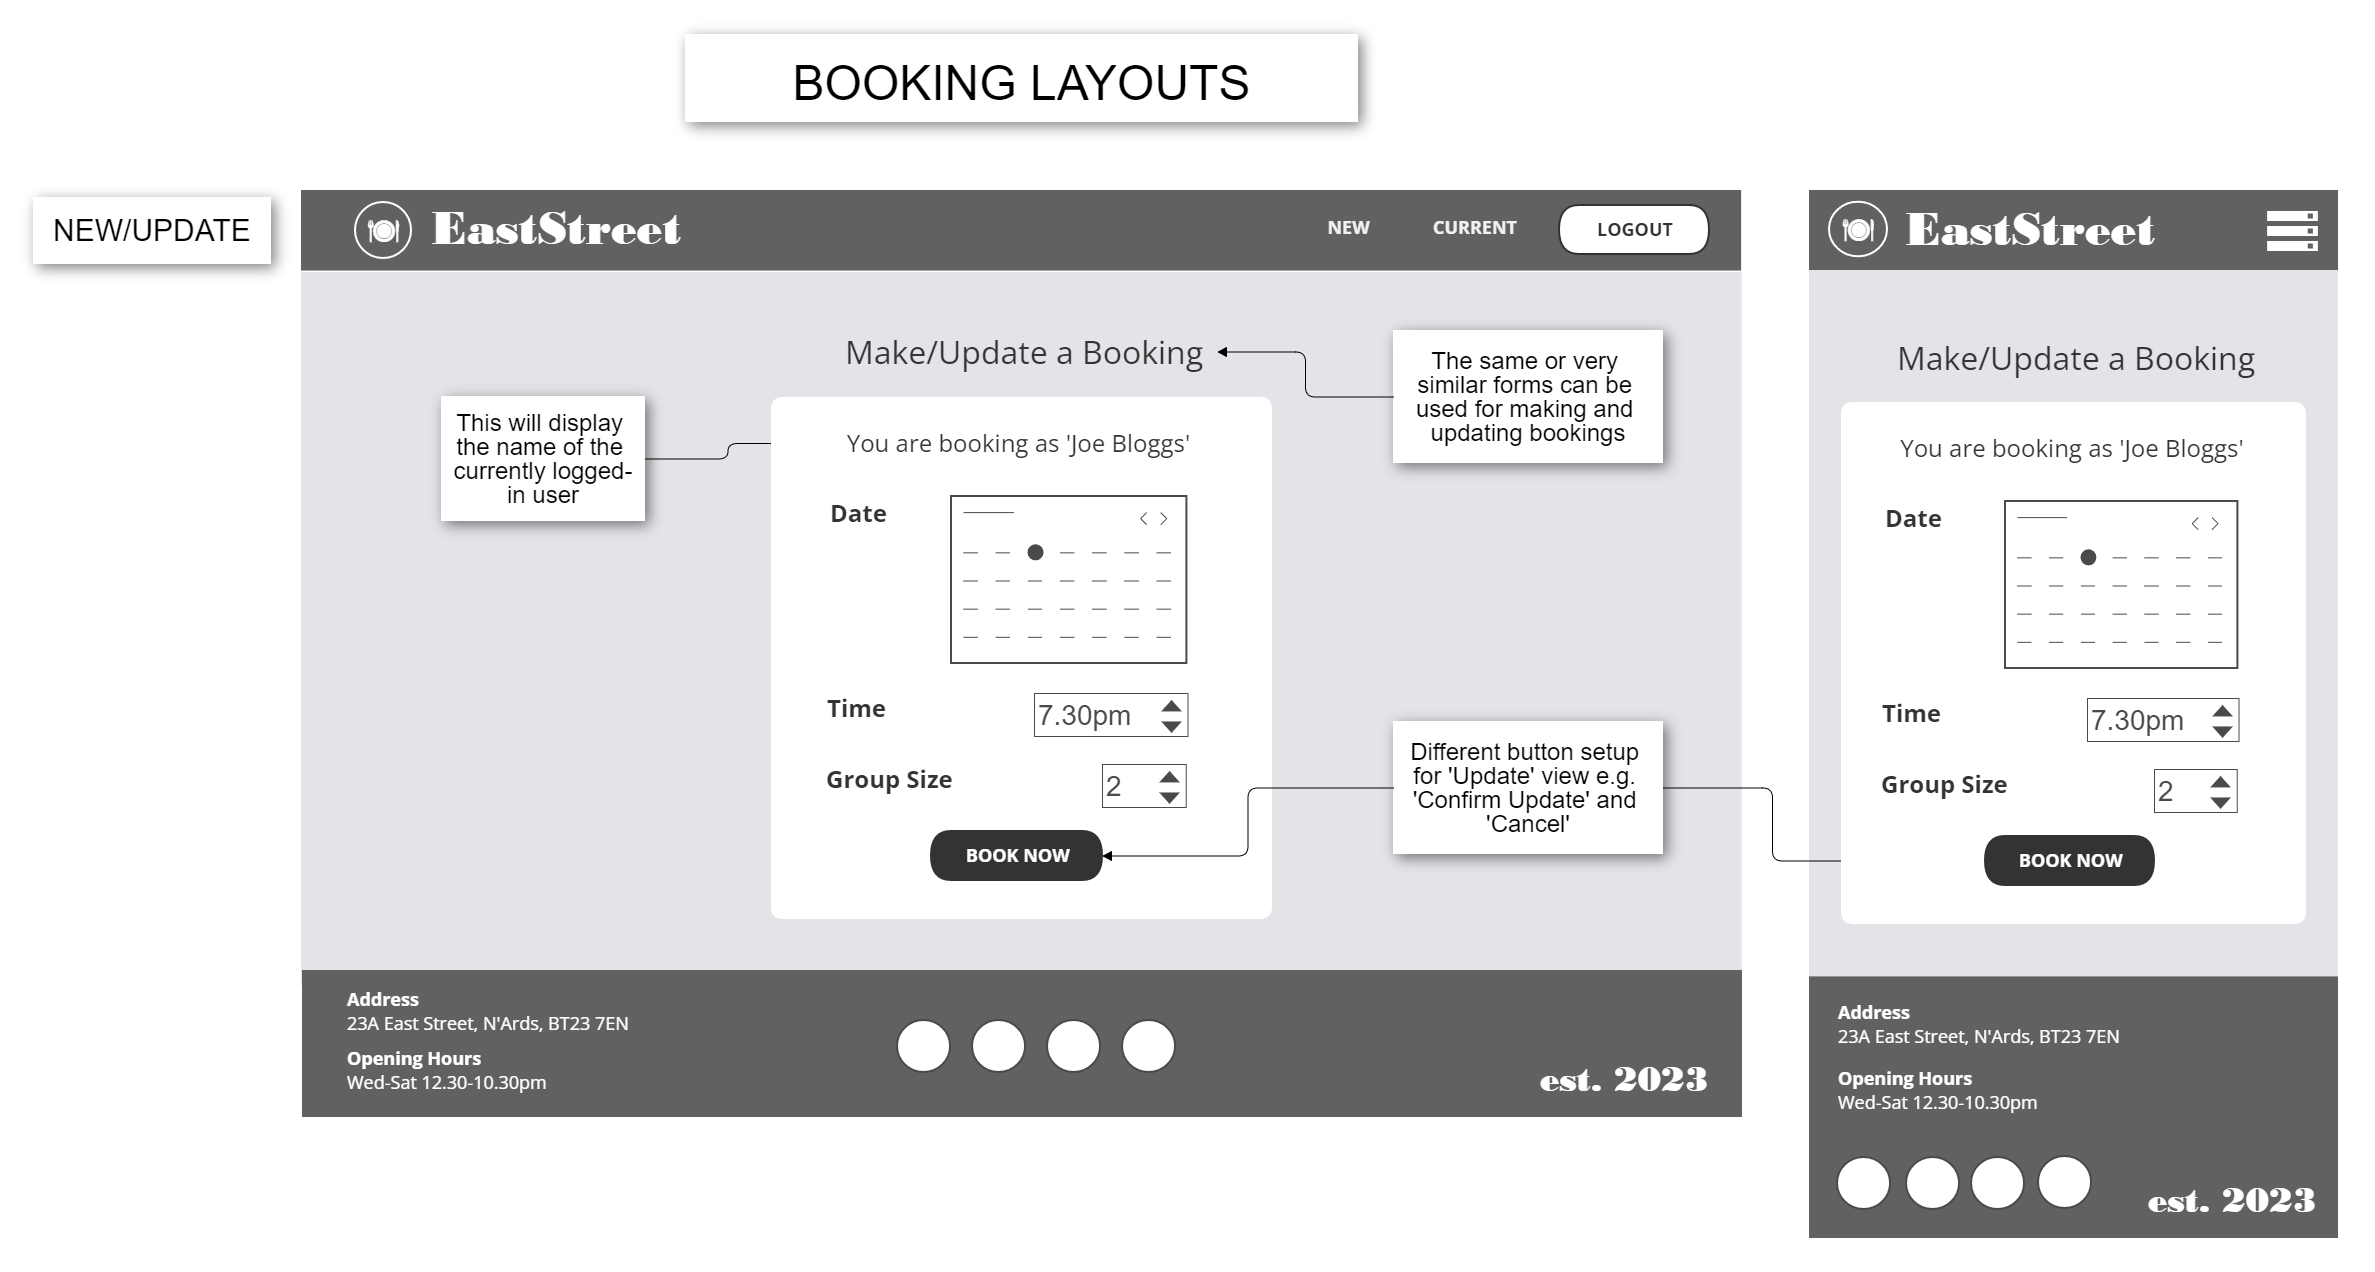 BOOKING LAYOUTS
NEW/UPDATE
EastStreet
NEW
CURRENT
LOGOUT
Make/Update a Booking
The same or very
similar forms can be
used for making and
updating bookings
This will display
the name of the
currently logged-
in user
You are booking as 'Joe Bloggs'
Date
Time
7.30pm
Group Size
2
Different button setup
for 'Update' view e.g.
'Confirm Update' and
'Cancel'
BOOK NOW
Address
23A East Street, N'Ards, BT23 7EN
Opening Hours
Wed-Sat 12.30-10.30pm
est. 2023
EastStreet
Make/Update a Booking
You are booking as 'Joe Bloggs'
Date
Time
7.30pm
Group Size
2
BOOK NOW
Address
23A East Street, N'Ards, BT23 7EN
Opening Hours
Wed-Sat 12.30-10.30pm
est. 2023